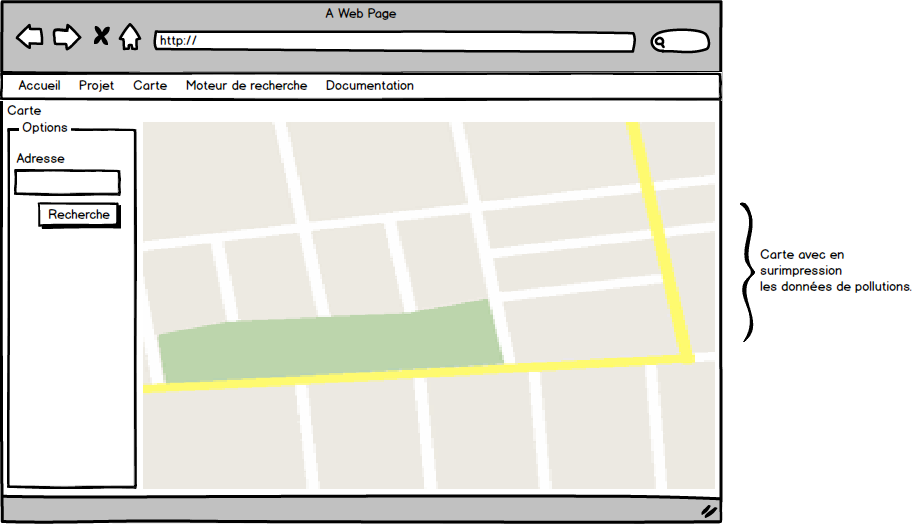 A Web Page
http://
Accueil Projet Carte Moteur de recherche Documentation
Carte
Options
Adresse
Recherche
Carte avec en
surimpression
les données de pollutions.